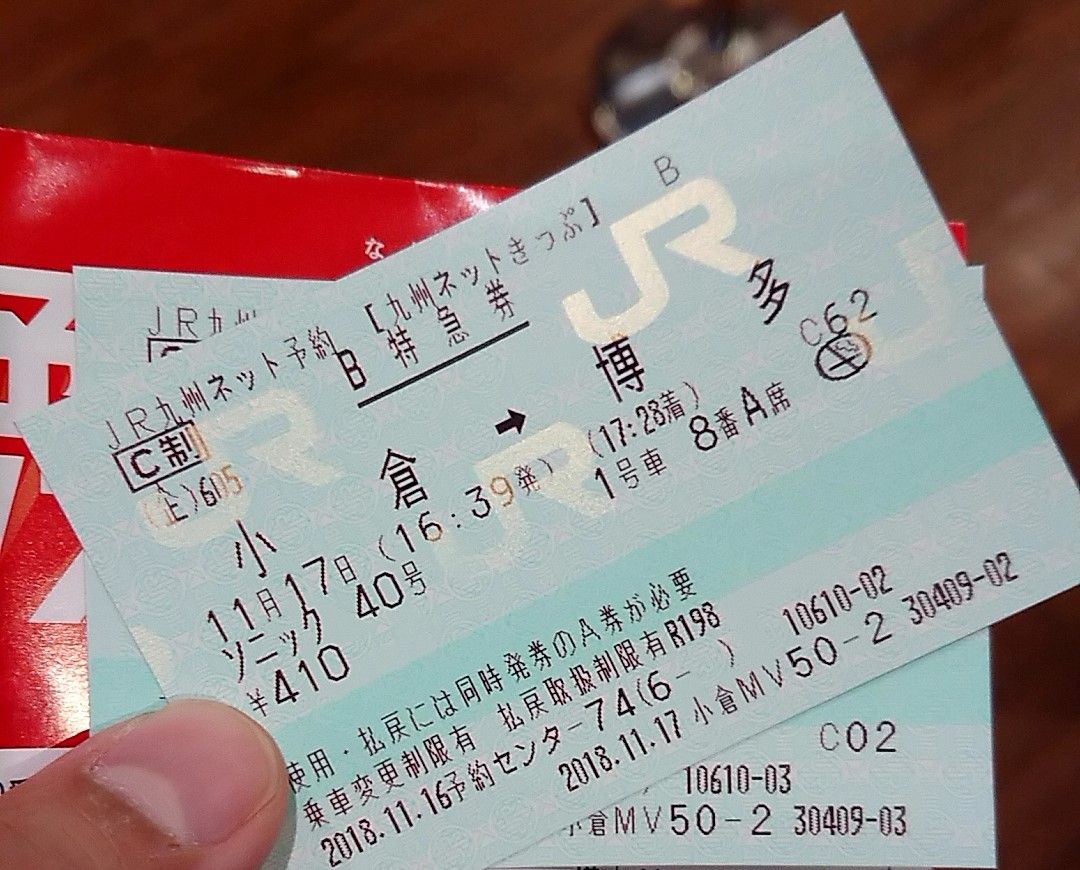 な
JR九州
[九州ネットきっぷ] B
JR九州ネット予約 B 特急券
C制
(企)605
C62
小倉 ➡ 博多
11月17日 (16:39発) (17:28着)
ソニック 40号 1号車 8番A席
¥410
使用・払戻には同時発券のA券が必要
乗車変更制限有 払戻取扱制限有R198
10610-02
2018.11.16予約センター74(6- )
2018.11.17 小倉MV50-2 30409-02
C02
10610-03
小倉MV50-2 30409-03